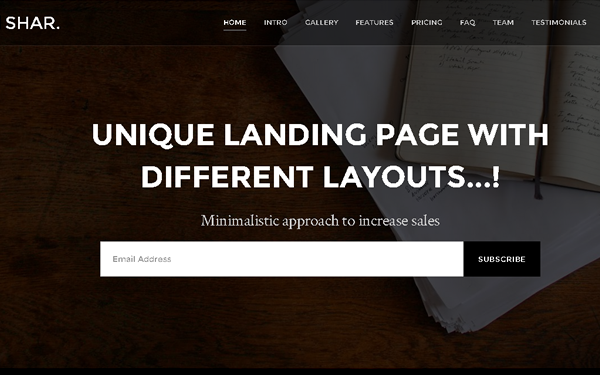 SHAR.
HOME INTRO GALLERY FEATURES PRICING FAQ TEAM TESTIMONIALS
UNIQUE LANDING PAGE WITH
DIFFERENT LAYOUTS...!
Minimalistic approach to increase sales
Email Address SUBSCRIBE